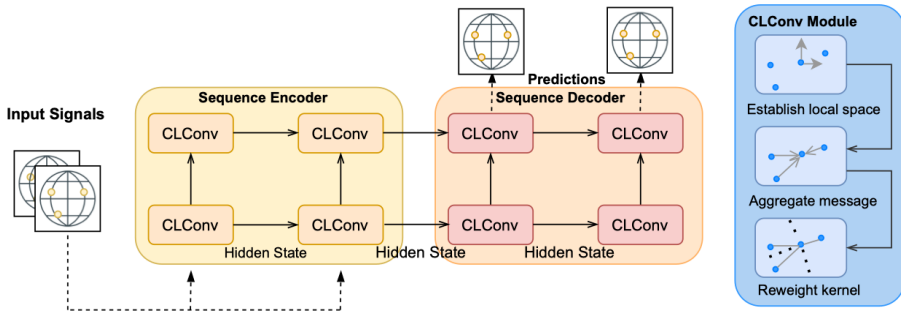 Input Signals
Sequence Encoder
CLConv
CLConv
CLConv
CLConv
Hidden State
Hidden State
Predictions
Sequence Decoder
CLConv
CLConv
CLConv
CLConv
Hidden State
CLConv Module
Establish local space
Aggregate message
Reweight kernel